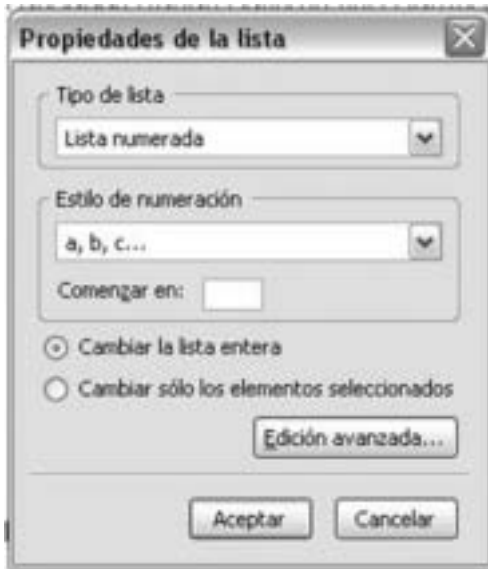 Propiedades de la lista
Tipo de lista
Lista numerada
Estilo de numeración
a, b, c...
Comenzar en:
Cambiar la lista entera
Cambiar sólo los elementos seleccionados
Edición avanzada...
Aceptar
Cancelar